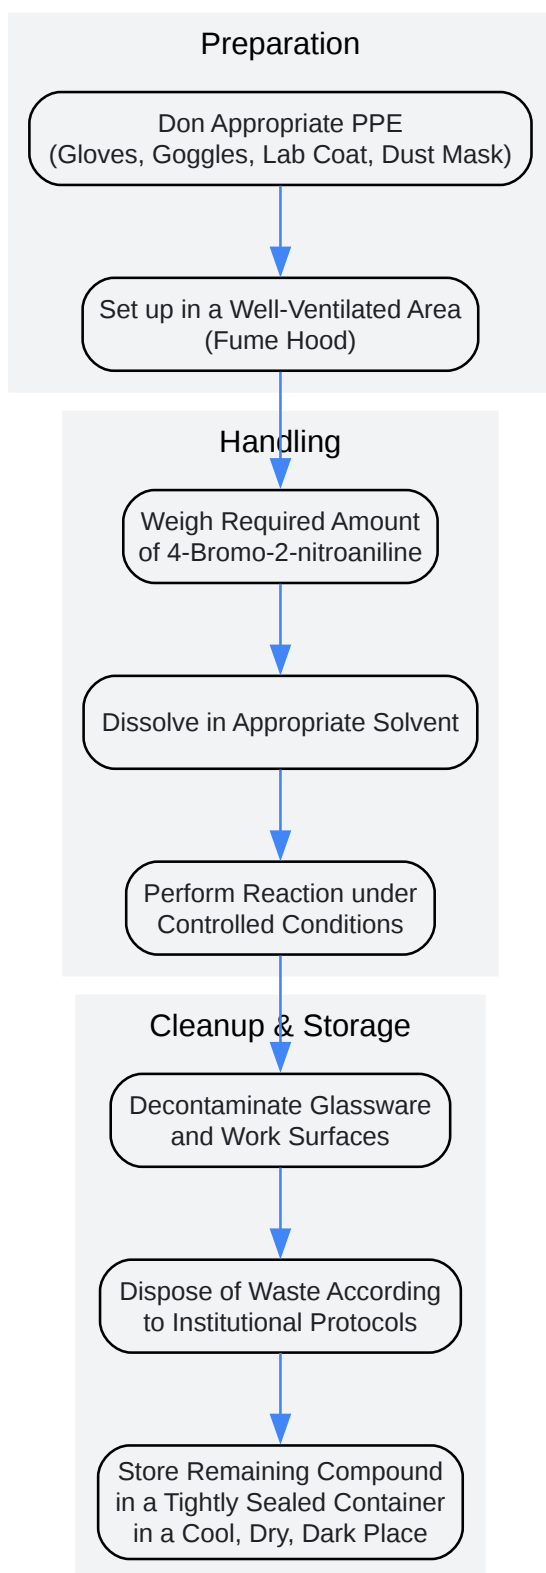 Preparation
Don Appropriate PPE
(Gloves, Goggles, Lab Coat, Dust Mask)
Set up in a Well-Ventilated Area
(Fume Hood)
Handling
Weigh Required Amount
of 4-Bromo-2-nitroaniline
Dissolve in Appropriate Solvent
Perform Reaction under
Controlled Conditions
Cleanup & Storage
Decontaminate Glassware
and Work Surfaces
Dispose of Waste According
to Institutional Protocols
Store Remaining Compound
in a Tightly Sealed Container
in a Cool, Dry, Dark Place